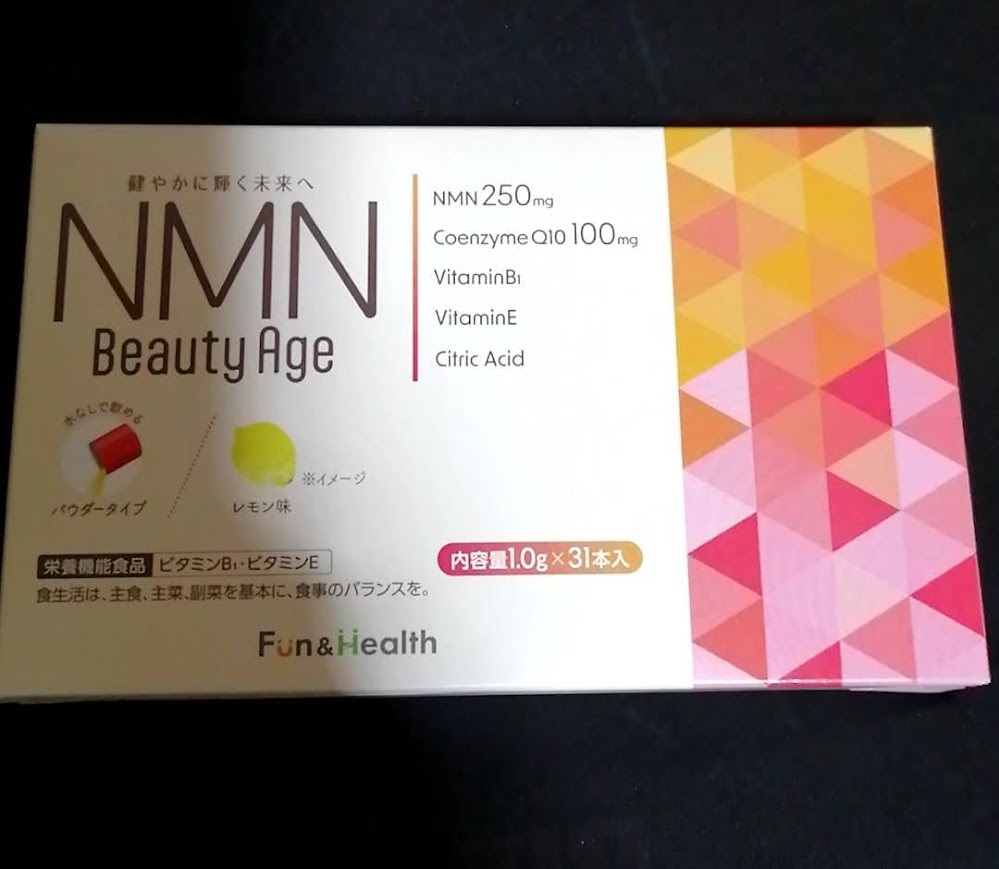 健やかに輝く未来へ
NMN
Beauty Age
NMN 250mg
Coenzyme Q10 100mg
VitaminB1
VitaminE
Citric Acid
水なしで飲める
パウダータイプ
※イメージ
レモン味
栄養機能食品 ビタミンB1・ビタミンE
内容量1.0g×31本入
食生活は、主食、主菜、副菜を基本に、食事のバランスを。
Fun&Health